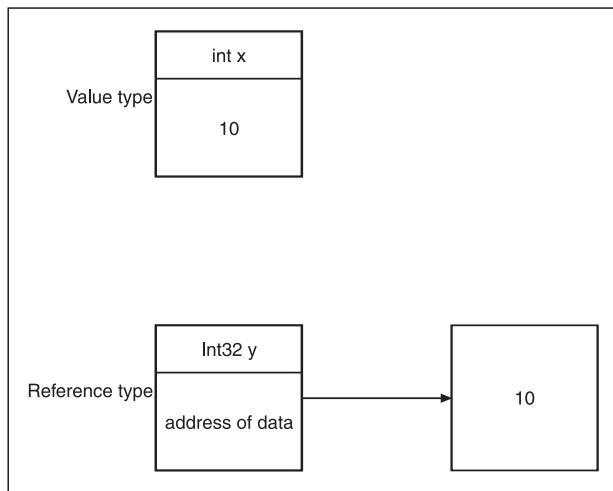 int x
Value type
10
Int32 y
Reference type
address of data
10